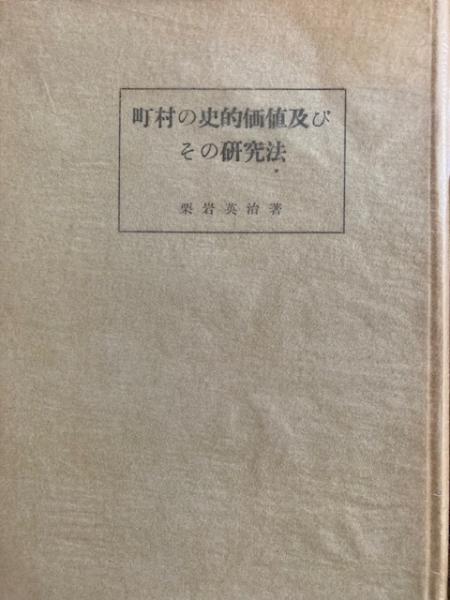 町村の史的価値及び
その研究法
栗岩英治著